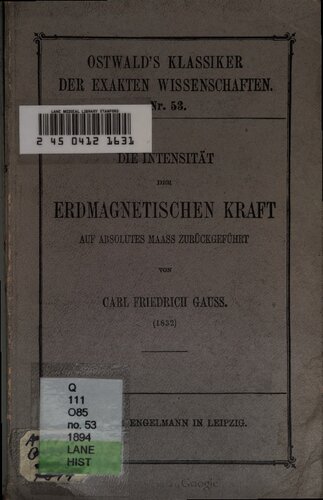 OSTWALD'S KLASSIKER
DER EXAKTEN WISSENSCHAFTEN.
Nr. 53.
LANE MEDICAL LIBRARY STANFORD
2 45 0412 1631
DIE INTENSITÄT
DER
ERDMAGNETISCHEN KRAFT
AUF ABSOLUTES MAASS ZURÜCKGEFÜHRT
VON
CARL FRIEDRICH GAUSS.
(1832)
ENGELMANN IN LEIPZIG.
Q
111
O85
no. 53
1894
LANE
HIST
Google